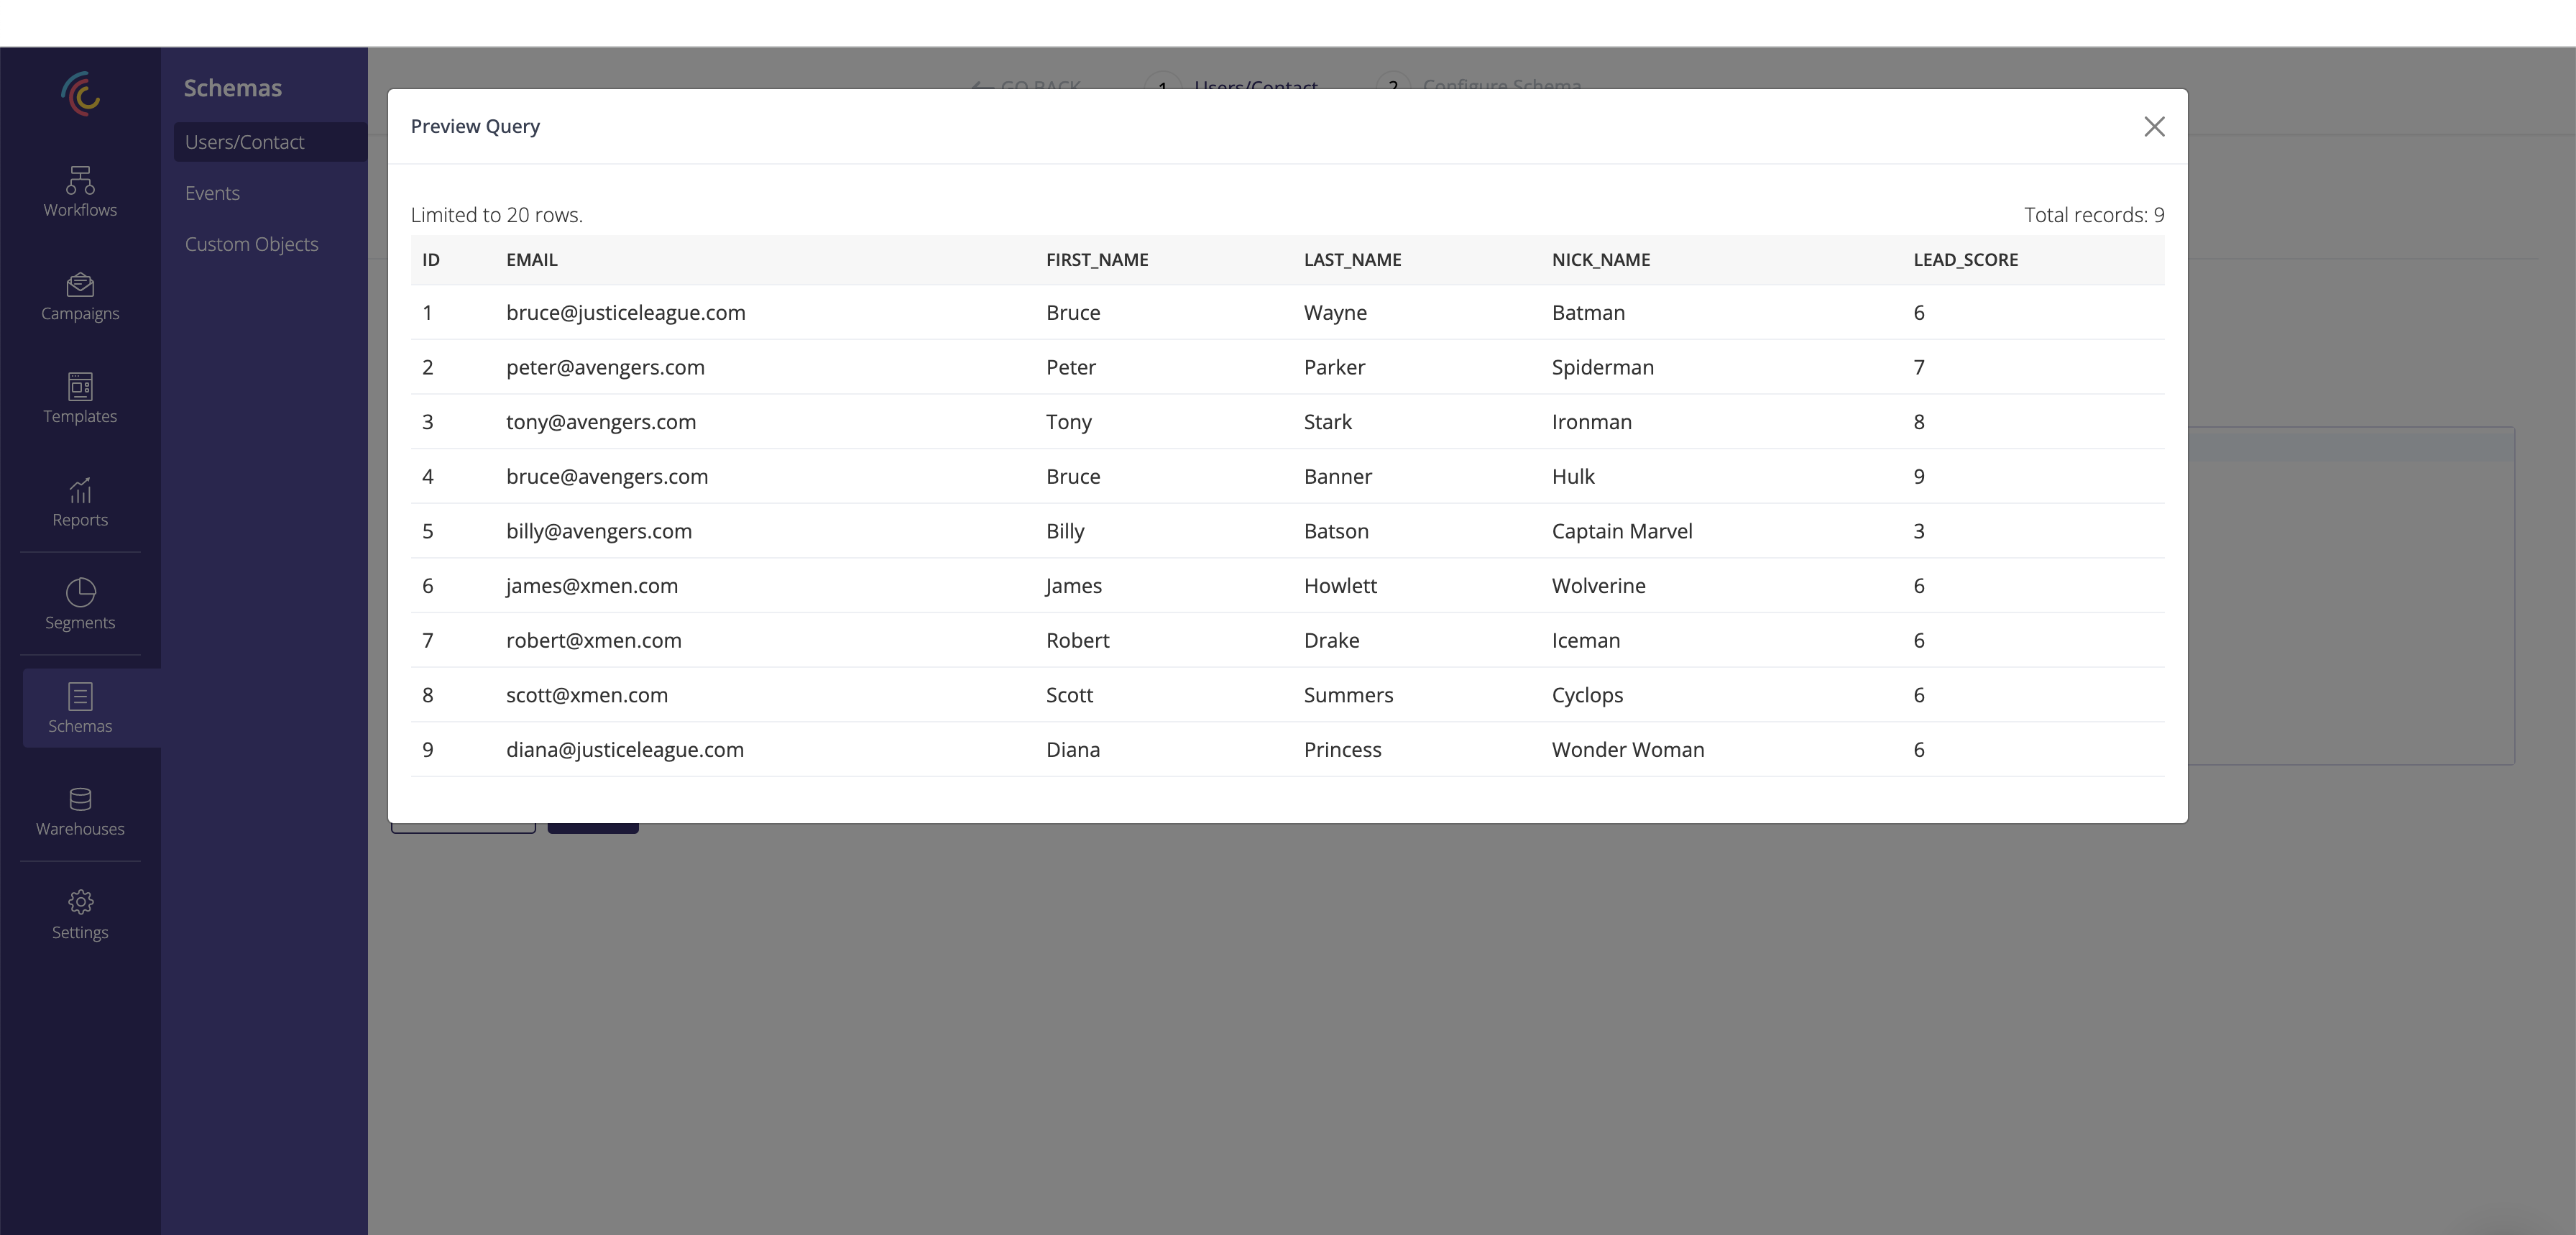 Schemas
Users/Contact
Events
Custom Objects
Workflows
Campaigns
Templates
Reports
Segments
Schemas
Warehouses
Settings
GO BACK 1 Users/Contact 2 Configure Schema
Preview Query
Limited to 20 rows. Total records: 9
ID EMAIL FIRST_NAME LAST_NAME NICK_NAME LEAD_SCORE
1 bruce@justiceleague.com Bruce Wayne Batman 6
2 peter@avengers.com Peter Parker Spiderman 7
3 tony@avengers.com Tony Stark Ironman 8
4 bruce@avengers.com Bruce Banner Hulk 9
5 billy@avengers.com Billy Batson Captain Marvel 3
6 james@xmen.com James Howlett Wolverine 6
7 robert@xmen.com Robert Drake Iceman 6
8 scott@xmen.com Scott Summers Cyclops 6
9 diana@justiceleague.com Diana Princess Wonder Woman 6